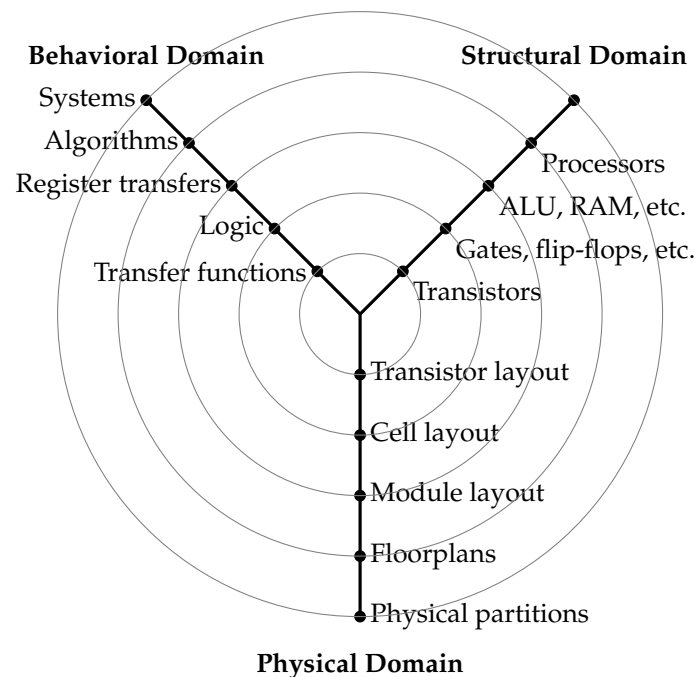 Behavioral Domain
Structural Domain
Systems
Algorithms
Register transfers
Logic
Transfer functions
Processors
ALU, RAM, etc.
Gates, flip-flops, etc.
Transistors
Transistor layout
Cell layout
Module layout
Floorplans
Physical partitions
Physical Domain